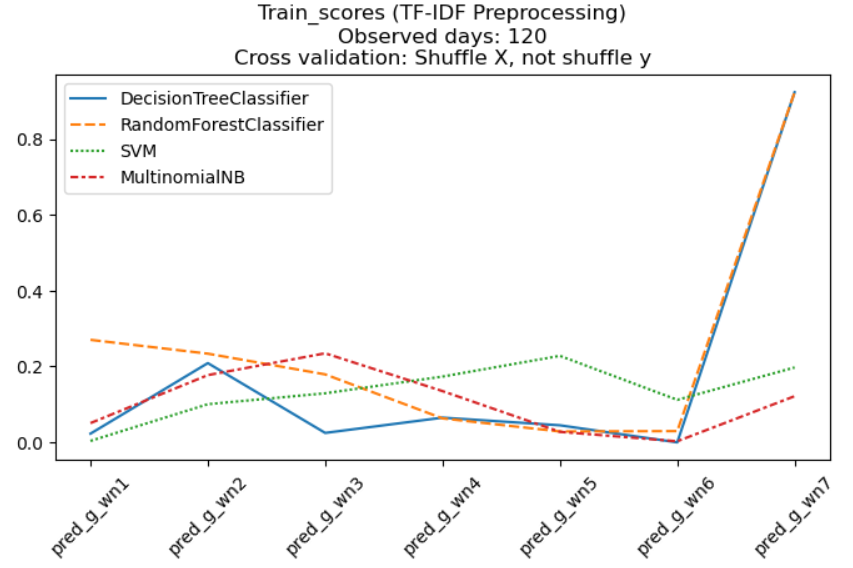 Train_scores (TF-IDF Preprocessing)
Observed days: 120
Cross validation: Shuffle X, not shuffle y
DecisionTreeClassifier
RandomForestClassifier
SVM
MultinomialNB
0.8
0.6
0.4
0.2
0.0
pred_g_wn1
pred_g_wn2
pred_g_wn3
pred_g_wn4
pred_g_wn5
pred_g_wn6
pred_g_wn7